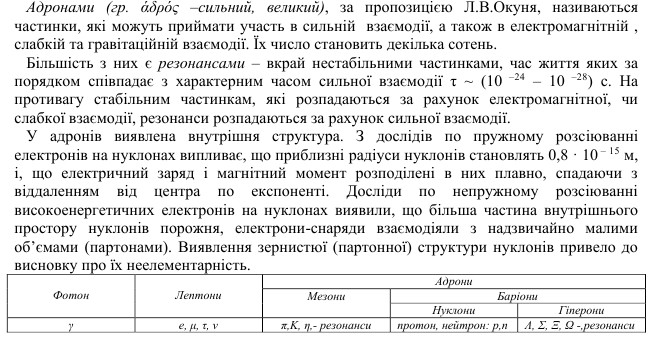 Адронами (гр. άδρός –сильний, великий), за пропозицією Л.В.Окуня, називаються
частинки, які можуть приймати участь в сильній взаємодії, а також в електромагнітній ,
слабкій та гравітаційній взаємодії. Їх число становить декілька сотень.
Більшість з них є резонансами – вкрай нестабільними частинками, час життя яких за
порядком співпадає з характерним часом сильної взаємодії τ ~ (10 –24 – 10 –28) с. На
противагу стабільним частинкам, які розпадаються за рахунок електромагнітної, чи
слабкої взаємодії, резонанси розпадаються за рахунок сильної взаємодії.
У адронів виявлена внутрішня структура. З дослідів по пружному розсіюванні
електронів на нуклонах випливає, що приблизні радіуси нуклонів становлять 0,8 · 10 – 15 м,
і, що електричний заряд і магнітний момент розподілені в них плавно, спадаючи з
віддаленням від центра по експоненті. Досліди по непружному розсіюванні
високоенергетичних електронів на нуклонах виявили, що більша частина внутрішнього
простору нуклонів порожня, електрони-снаряди взаємодіяли з надзвичайно малими
об’ємами (партонами). Виявлення зернистої (партонної) структури нуклонів привело до
висновку про їх неелементарність.
Фотон Лептони Адрони
Мезони Баріони
Нуклони Гіперони
γ e, μ, τ, ν π,K, η,- резонанси протон, нейтрон: p,n Λ, Σ, Ξ, Ω -,резонанси